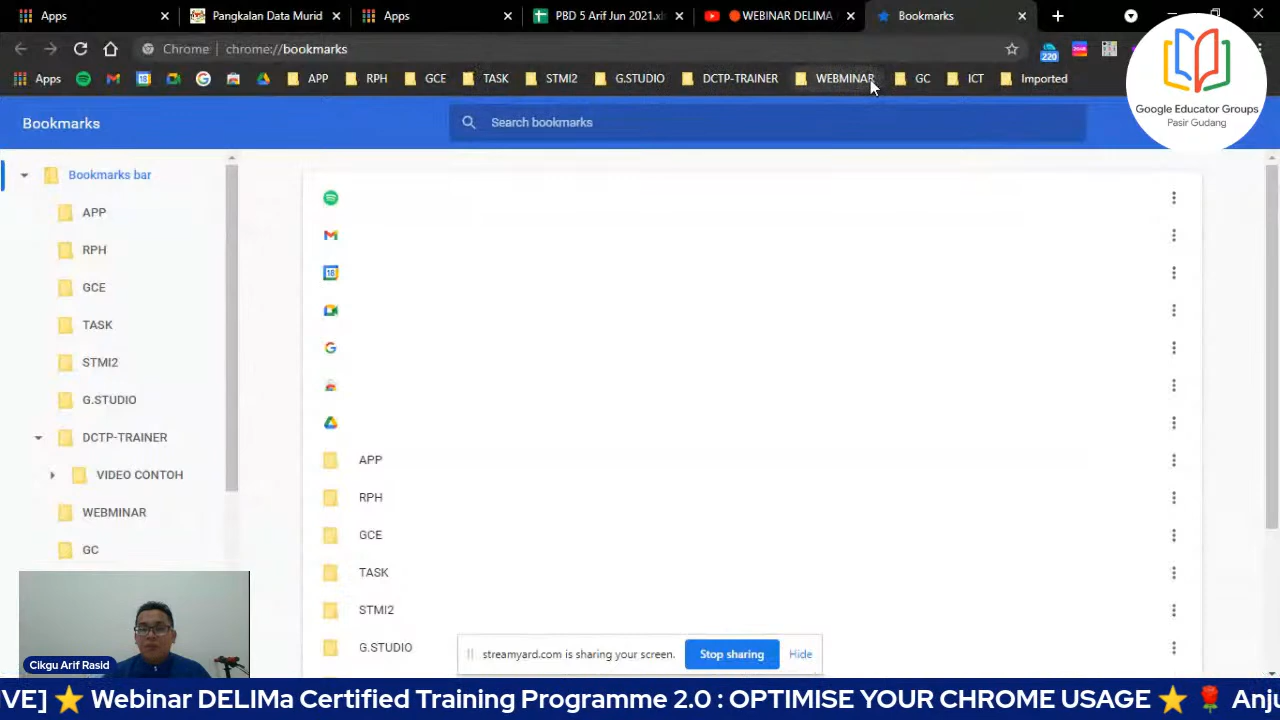 Apps
Pangkalan Data Murid
Apps
PBD 5 Arif Jun 2021.xls
WEBINAR DELIMA
Bookmarks
Chrome
chrome://bookmarks
220
Apps
APP
RPH
GCE
TASK
STMI2
G.STUDIO
DCTP-TRAINER
WEBMINAR
GC
ICT
Imported
Google Educator Groups
Pasir Gudang
Bookmarks
Search bookmarks
Bookmarks bar
APP
RPH
GCE
TASK
STMI2
G.STUDIO
DCTP-TRAINER
VIDEO CONTOH
WEBMINAR
GC
18
APP
RPH
GCE
TASK
STMI2
G.STUDIO
streamyard.com is sharing your screen.
Stop sharing
Hide
Cikgu Arif Rasid
IVE] ⭐ Webinar DELIMa Certified Training Programme 2.0 : OPTIMISE YOUR CHROME USAGE ⭐ 🌹 Anju